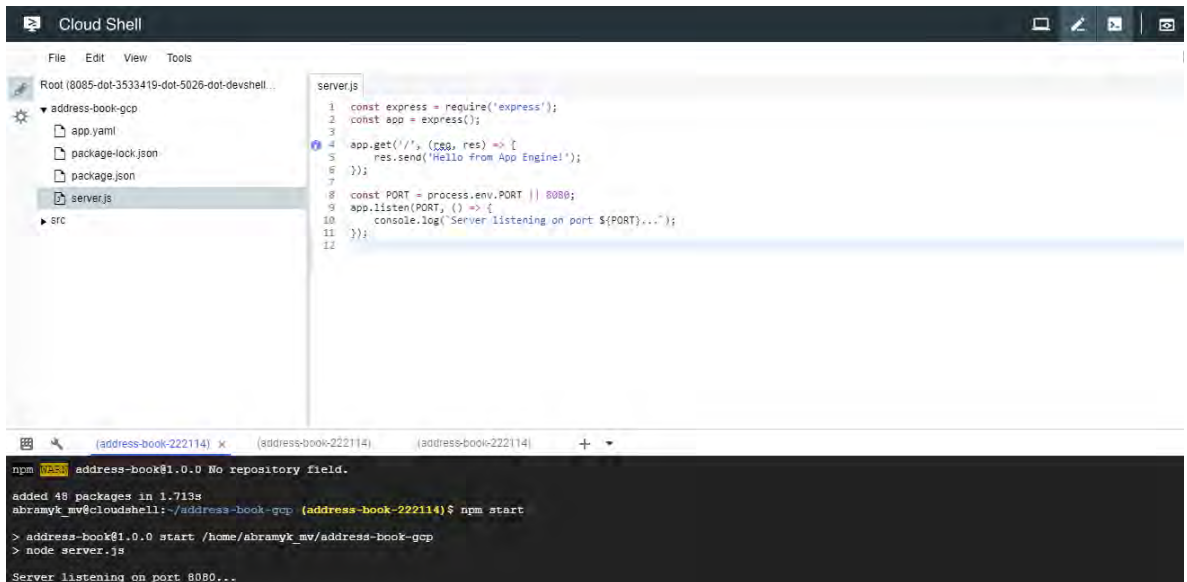 Cloud Shell
File Edit View Tools
Root (8085-dot-3533419-dot-5026-dot-devshell...
address-book-gcp
app.yaml
package-lock.json
package.json
server.js
src
server.js
1 const express = require('express');
2 const app = express();
3
4 app.get('/', (req, res) => {
5 res.send('Hello from App Engine!');
6 });
7
8 const PORT = process.env.PORT || 8080;
9 app.listen(PORT, () => {
10 console.log(`Server listening on port ${PORT}...`);
11 });
12
(address-book-222114) × (address-book-222114) (address-book-222114) +
npm WARN address-book@1.0.0 No repository field.
added 48 packages in 1.713s
abramyk_mv@cloudshell:~/address-book-gcp (address-book-222114)$ npm start
> address-book@1.0.0 start /home/abramyk_mv/address-book-gcp
> node server.js
Server listening on port 8080...